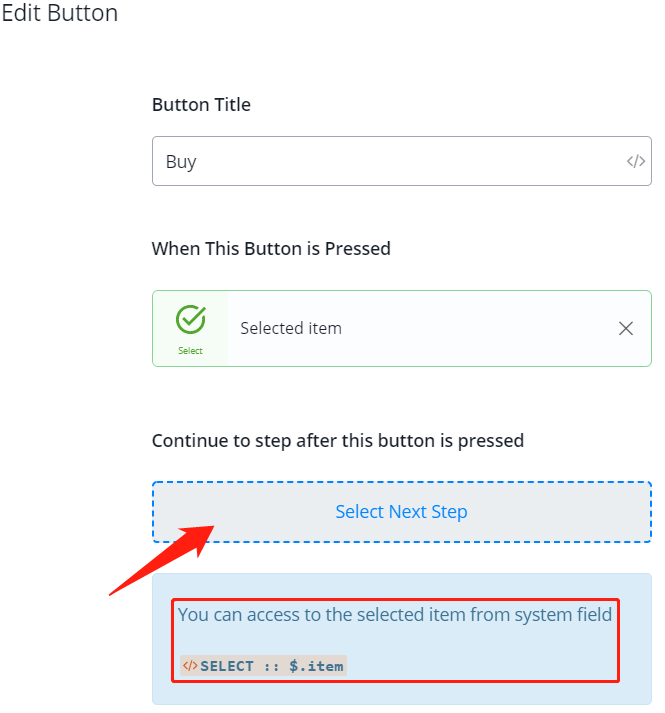 Edit Button
Button Title
Buy
</>
When This Button is Pressed
Select
Selected item
Continue to step after this button is pressed
Select Next Step
You can access to the selected item from system field
</>SELECT :: $.item